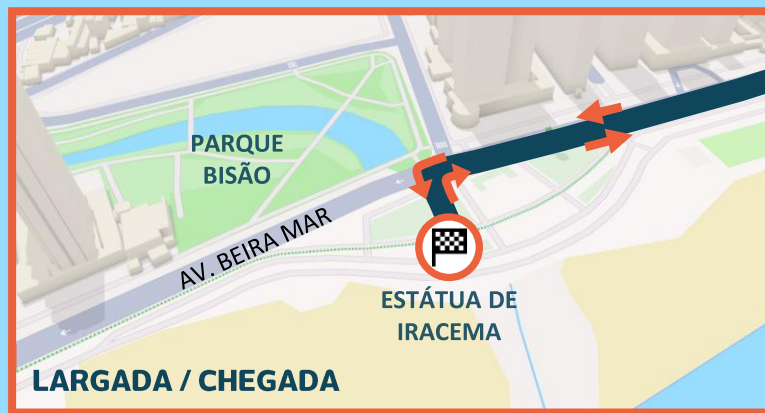 PARQUE
BISÃO
AV. BEIRA MAR
ESTÁTUA DE
IRACEMA
LARGADA / CHEGADA